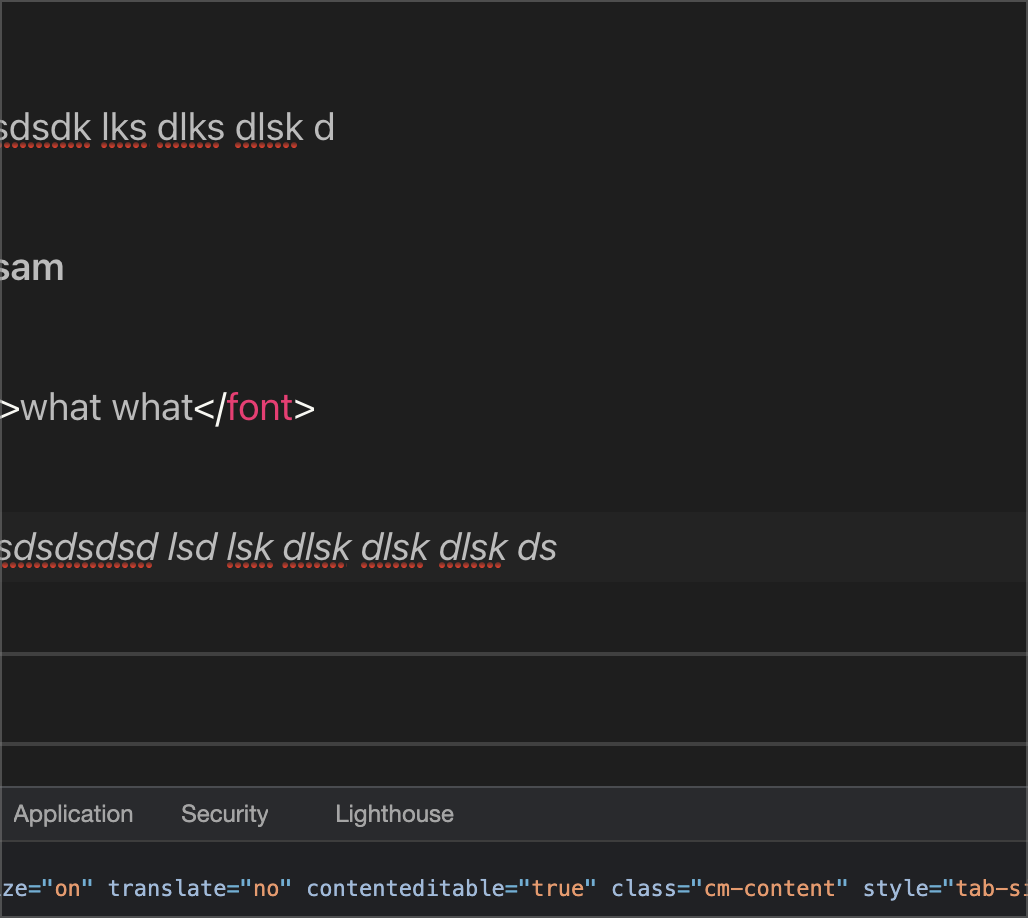 sdsdk lks dlks dlsk d
sam
>what what</font>
sdsdsdsd lsd lsk dlsk dlsk dlsk ds
Application Security Lighthouse
ze="on" translate="no" contenteditable="true" class="cm-content" style="tab-si